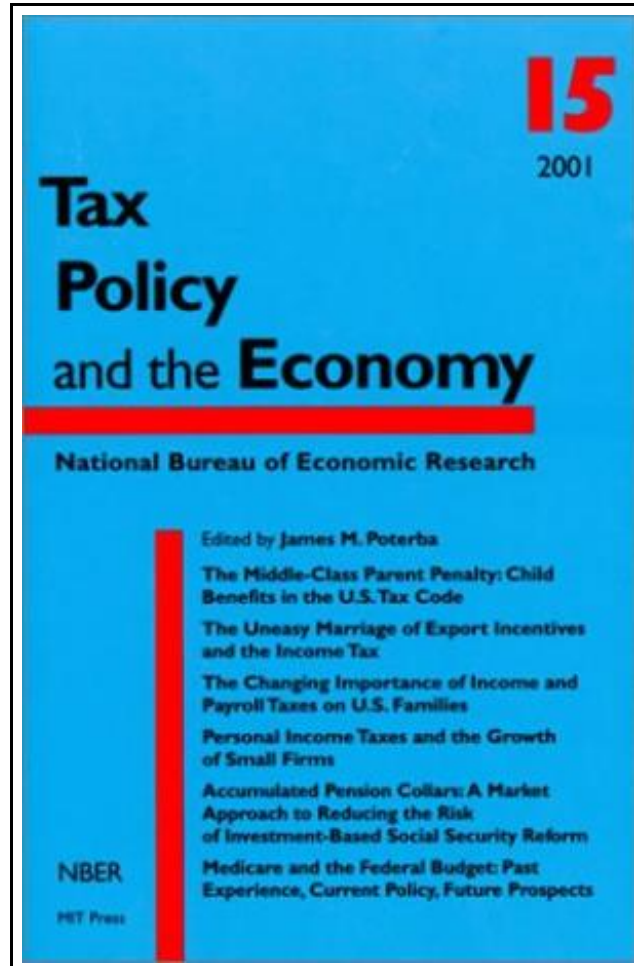 15
2001
Tax
Policy
and the Economy
National Bureau of Economic Research
Edited by James M. Poterba
The Middle-Class Parent Penalty: Child
Benefits in the U.S. Tax Code
The Uneasy Marriage of Export Incentives
and the Income Tax
The Changing Importance of Income and
Payroll Taxes on U.S. Families
Personal Income Taxes and the Growth
of Small Firms
Accumulated Pension Collars: A Market
Approach to Reducing the Risk
of Investment-Based Social Security Reform
Medicare and the Federal Budget: Past
Experience, Current Policy, Future Prospects
NBER
MIT Press